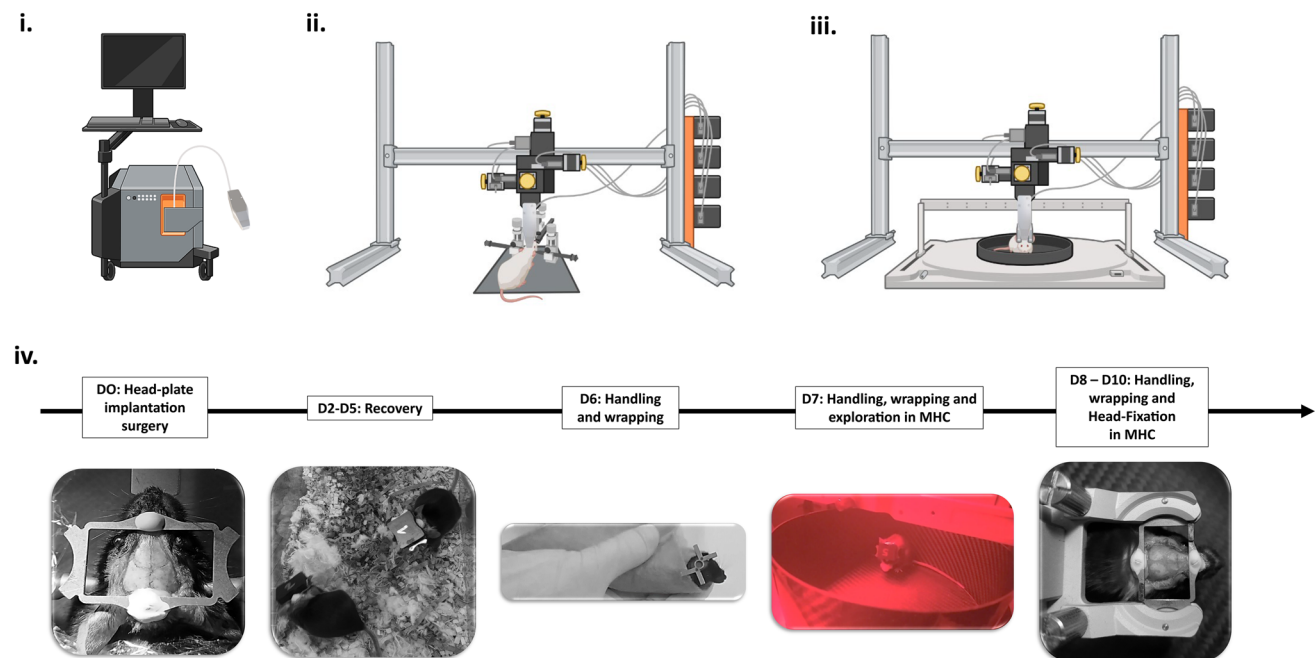 i.
ii.
iii.
iv.
DO: Head-plate
implantation
surgery
D2-D5: Recovery
D6: Handling
and wrapping
D7: Handling, wrapping and
exploration in MHC
D8 – D10: Handling,
wrapping and
Head-Fixation
in MHC